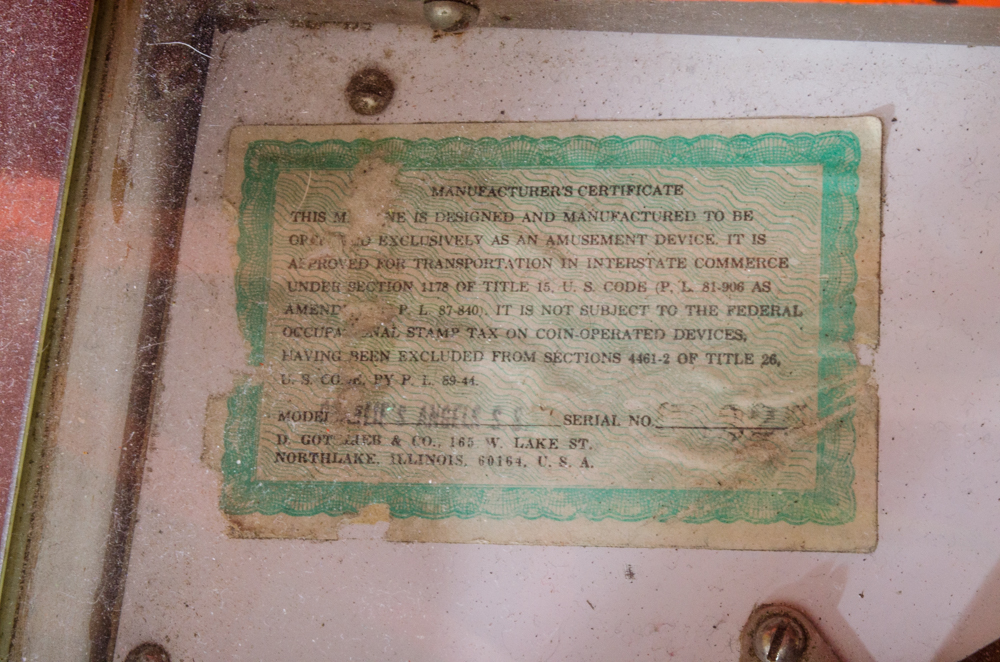 MANUFACTURER'S CERTIFICATE
THIS IS DESIGNED AND MANUFACTURED TO BE
EXCLUSIVELY AS AN AMUSEMENT DEVICE. IT IS
APPROVED FOR TRANSPORTATION IN INTERSTATE COMMERCE
UNDER SECTION 1178 OF TITLE 15, U. S. CODE (P. L. 81-906 AS
P. L. 87-840). IT IS NOT SUBJECT TO THE FEDERAL
STAMP TAX ON COIN-OPERATED DEVICES,
HAVING BEEN EXCLUDED FROM SECTIONS 4461-2 OF TITLE 26,
U. S. P. L. 89-44.
MODEL SERIAL NO.
D. GOTTLIEB & CO., 165 W. LAKE ST.
NORTHLAKE, ILLINOIS, 60164, U. S. A.